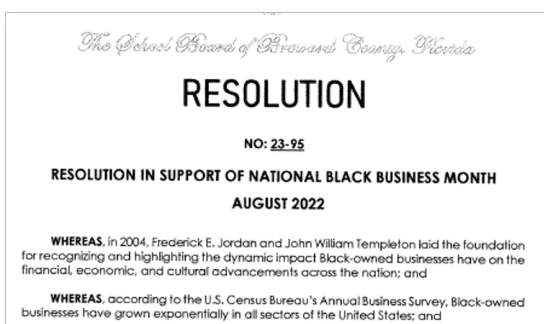 The School Board of Broward County, Florida
RESOLUTION
NO: 23-95
RESOLUTION IN SUPPORT OF NATIONAL BLACK BUSINESS MONTH
AUGUST 2022
WHEREAS, in 2004, Frederick E. Jordan and John William Templeton laid the foundation
for recognizing and highlighting the dynamic impact Black-owned businesses have on the
financial, economic, and cultural advancements across the nation; and
WHEREAS, according to the U.S. Census Bureau's Annual Business Survey, Black-owned
businesses have grown exponentially in all sectors of the United States; and